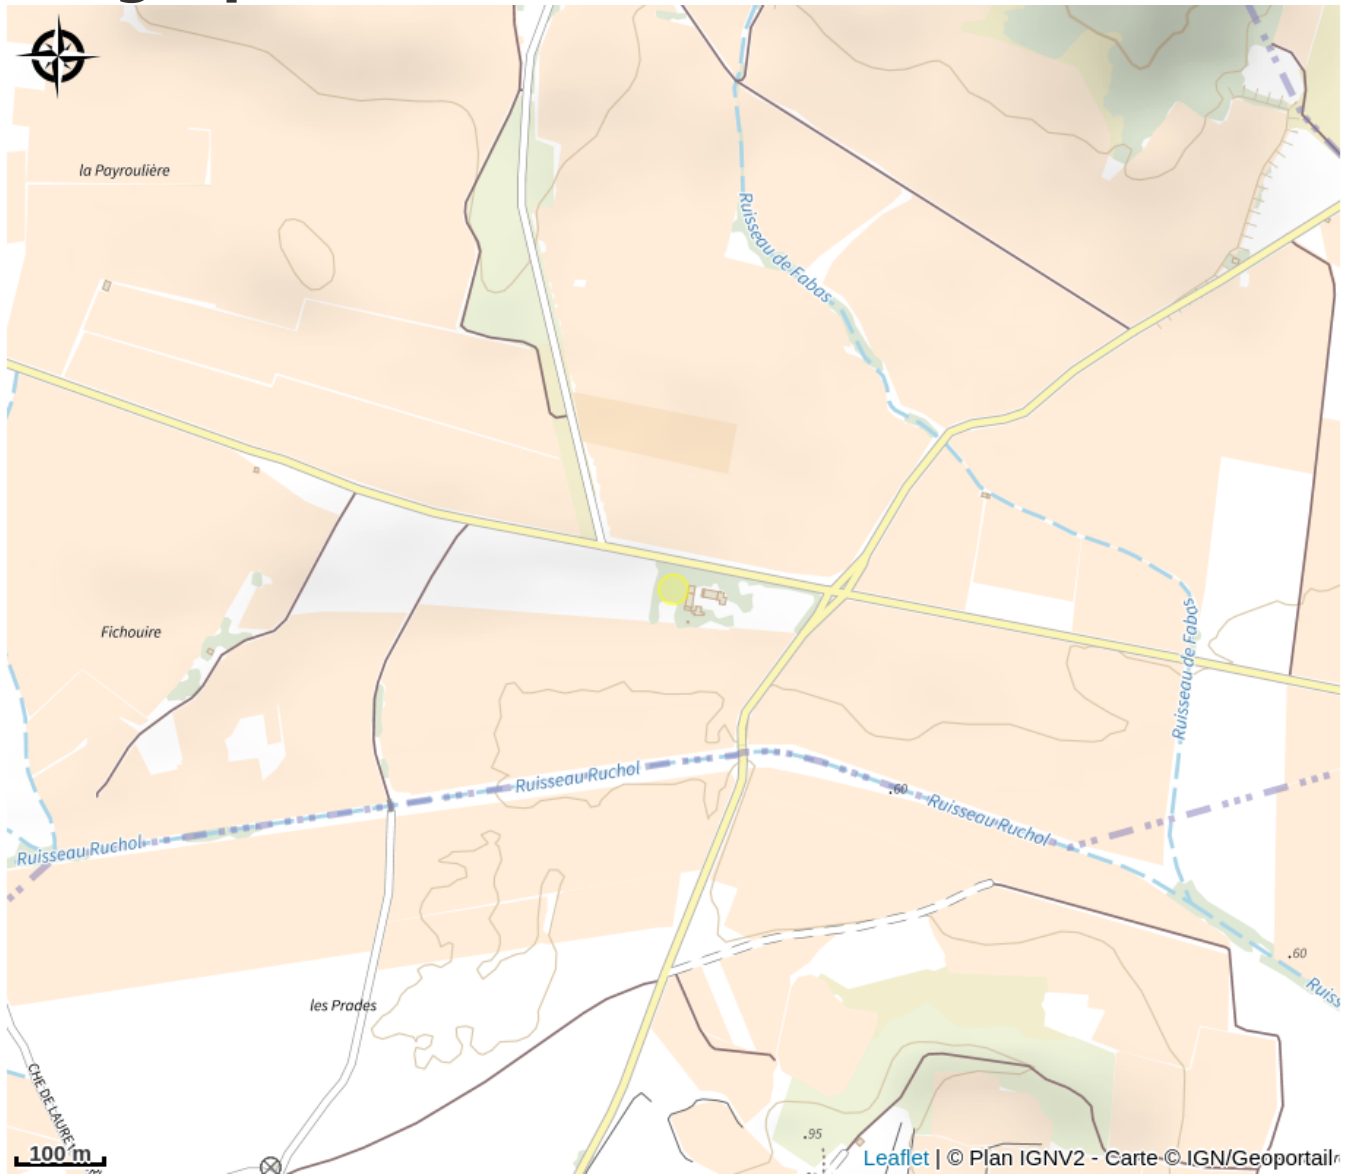 la Payroulière
Ruisseau de Fabas
Fichouire
Ruisseau de Fabas
Ruisseau Ruchol
.60
Ruisseau Ruchol
Ruisseau Ruchol
.60
Ruiss
les Prades
CHE DE LAURE
.95
100 m
Leaflet | © Plan IGNV2 - Carte © IGN/Geoportail